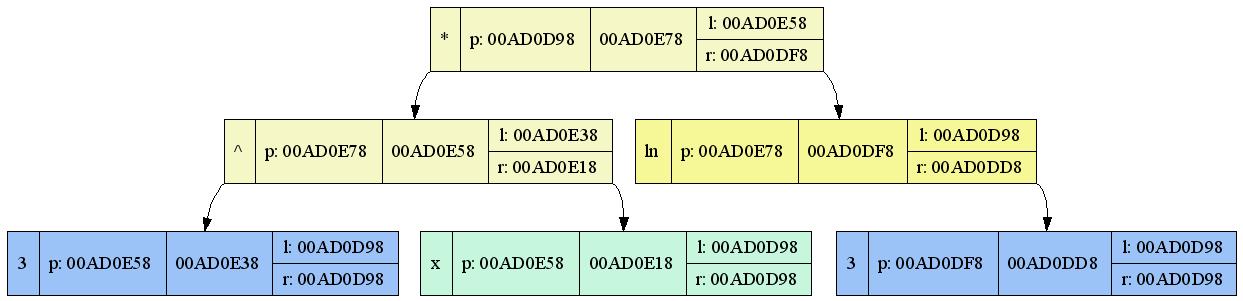 * p: 00AD0D98 00AD0E78 l: 00AD0E58
r: 00AD0DF8
^ p: 00AD0E78 00AD0E58 l: 00AD0E38
r: 00AD0E18
ln p: 00AD0E78 00AD0DF8 l: 00AD0D98
r: 00AD0DD8
3 p: 00AD0E58 00AD0E38 l: 00AD0D98
r: 00AD0D98
x p: 00AD0E58 00AD0E18 l: 00AD0D98
r: 00AD0D98
3 p: 00AD0DF8 00AD0DD8 l: 00AD0D98
r: 00AD0D98